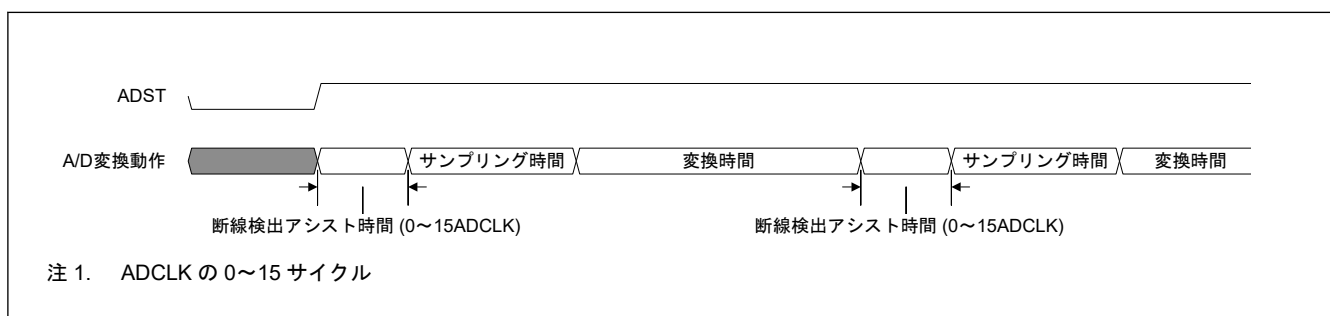 ADST
A/D変換動作
サンプリング時間 変換時間 サンプリング時間 変換時間
断線検出アシスト時間 (0～15ADCLK) 断線検出アシスト時間 (0～15ADCLK)
注 1. ADCLK の 0～15 サイクル